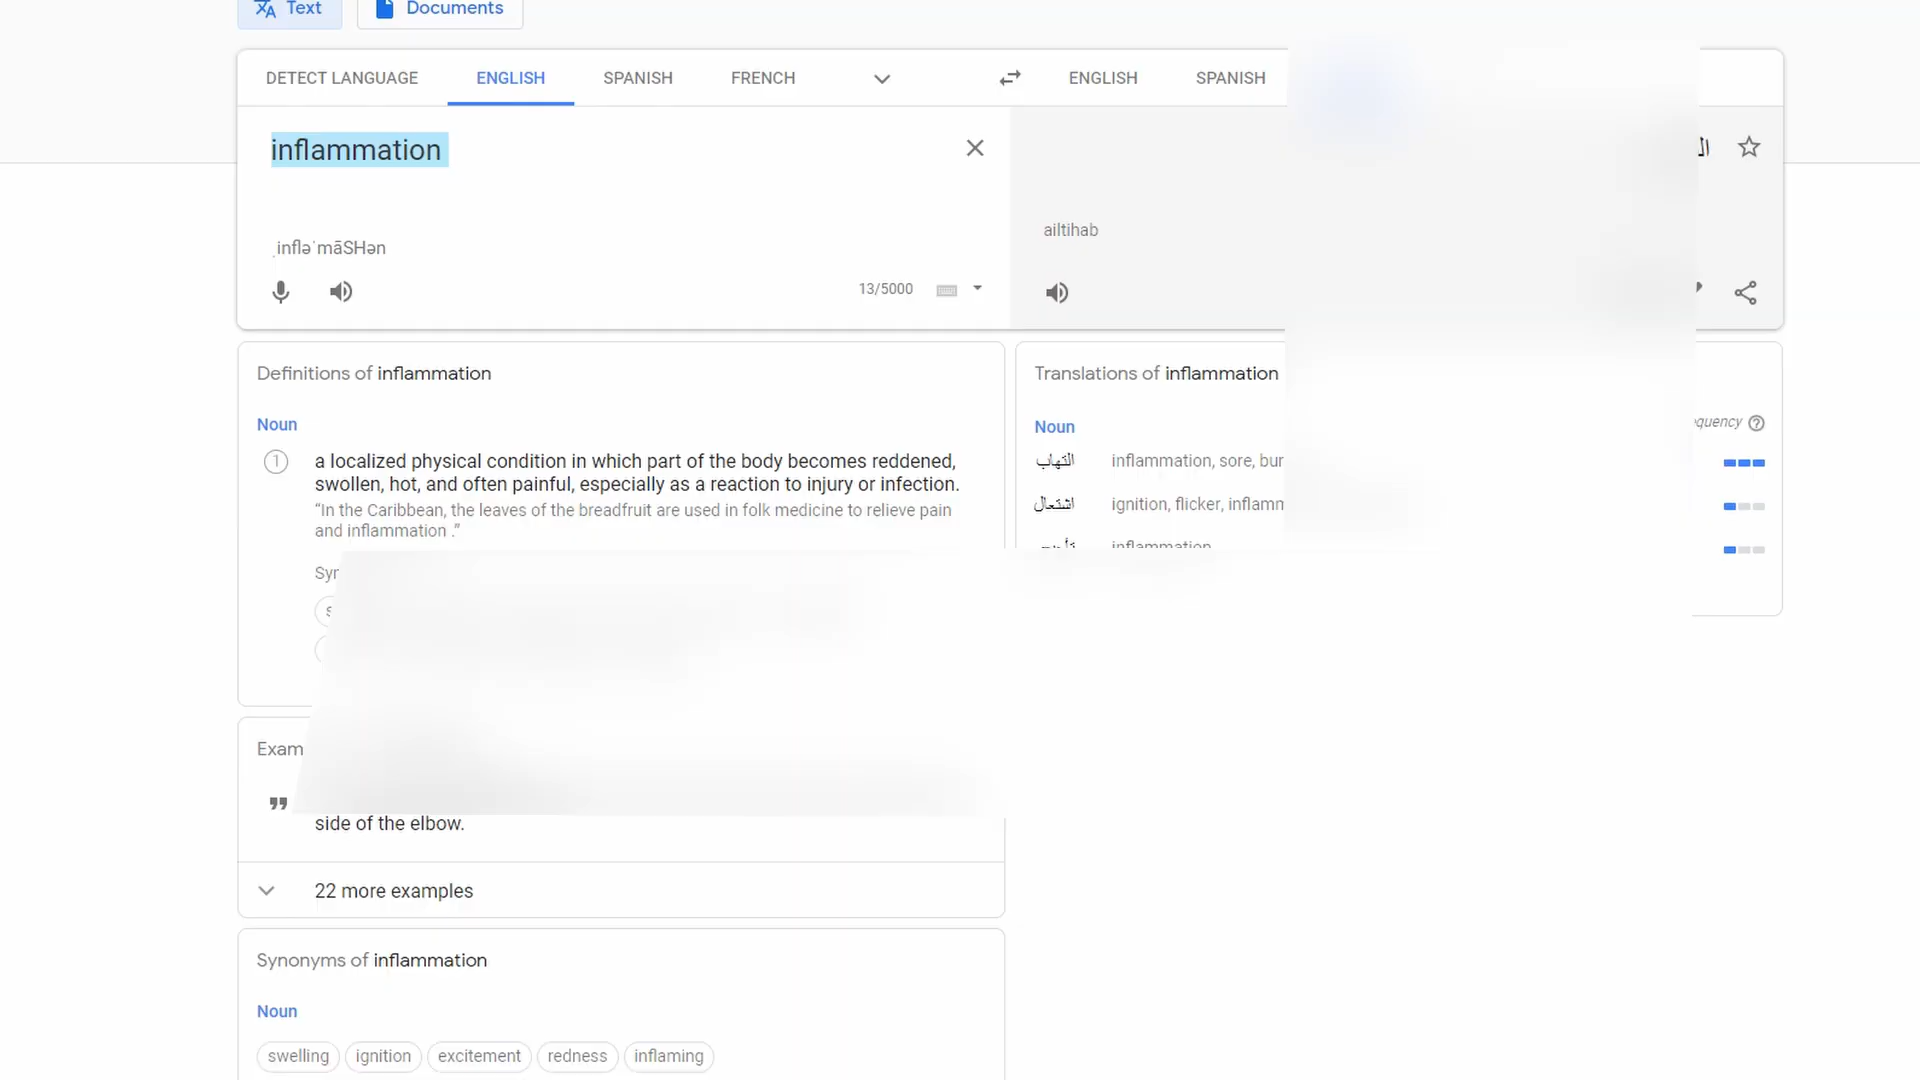 Text
Documents
DETECT LANGUAGE
ENGLISH
SPANISH
FRENCH
ENGLISH
SPANISH
inflammation
ˌinfləˈmāSHən
13/5000
ailtihab
Definitions of inflammation
Noun
1
a localized physical condition in which part of the body becomes reddened,
swollen, hot, and often painful, especially as a reaction to injury or infection.
“In the Caribbean, the leaves of the breadfruit are used in folk medicine to relieve pain
and inflammation .”
Translations of inflammation
Noun
التهاب
inflammation, sore,
اشتعال
ignition, flicker,
inflammation
side of the elbow.
22 more examples
Synonyms of inflammation
Noun
swelling
ignition
excitement
redness
inflaming